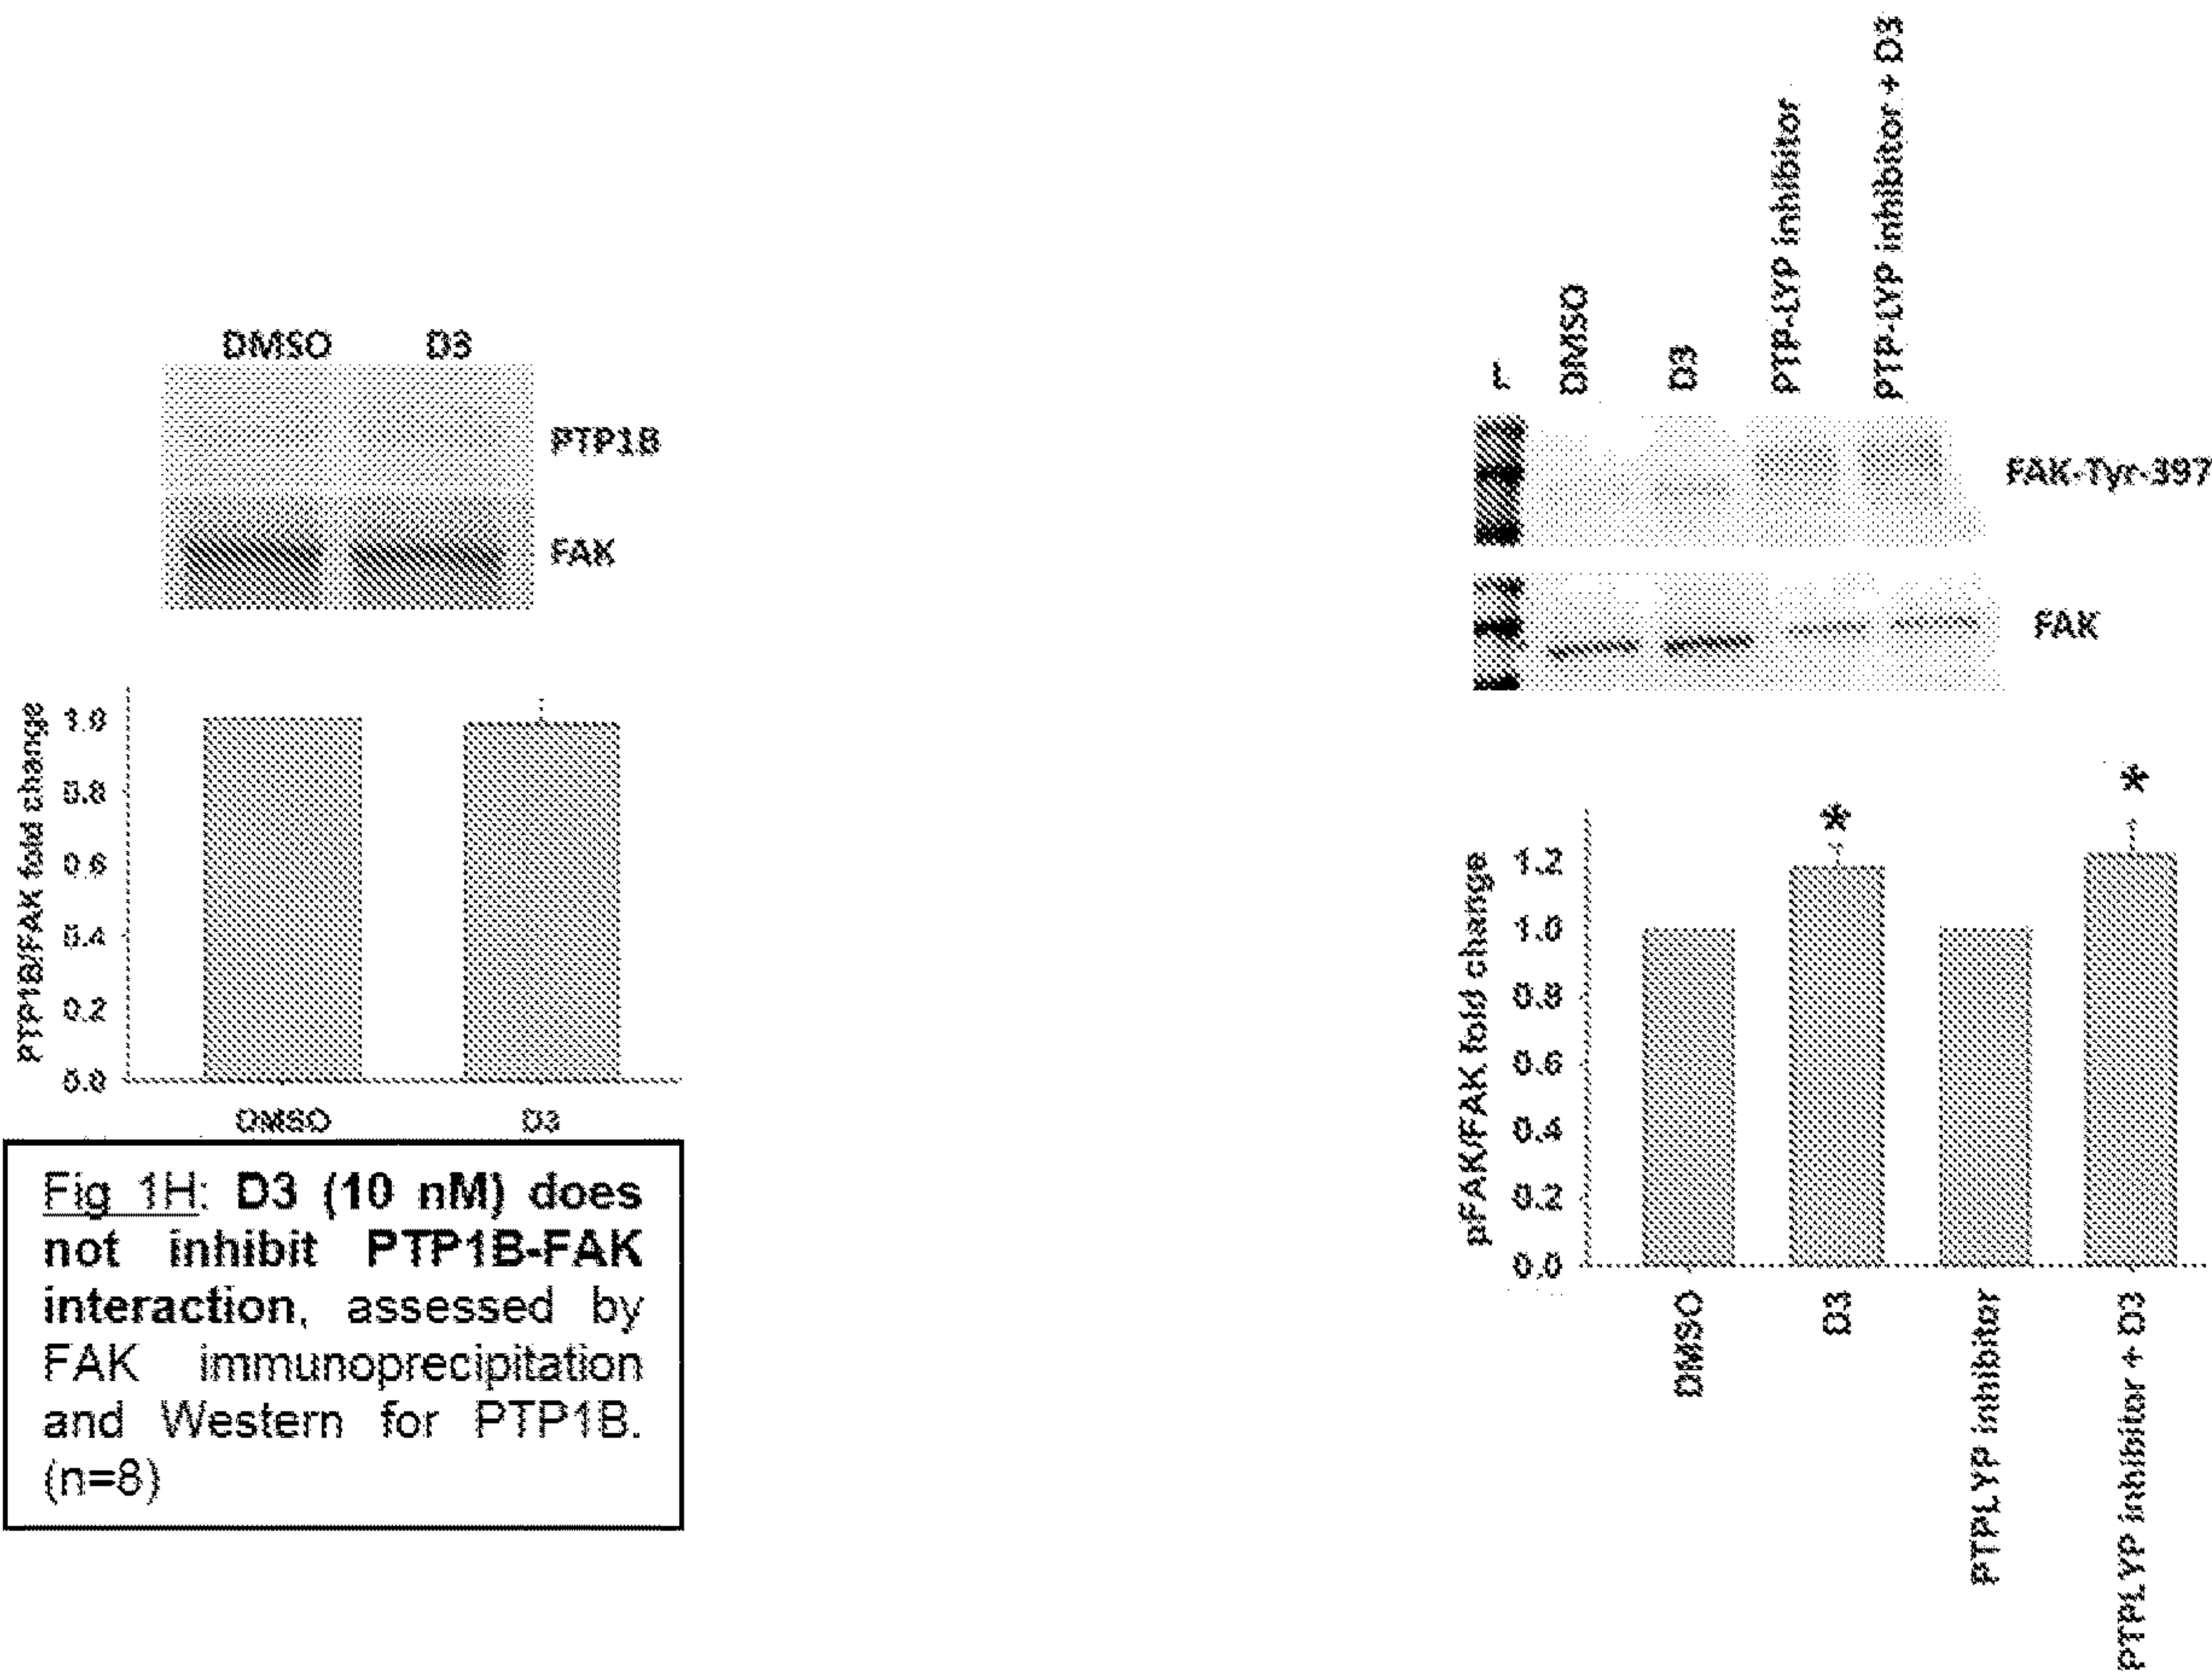 DMSO D3
PTP1B
FAK
PTP1B/FAK fold change
1.0
0.8
0.6
0.4
0.2
0.0
DMSO D3
Fig 1H: D3 (10 nM) does
not inhibit PTP1B-FAK
interaction, assessed by
FAK immunoprecipitation
and Western for PTP1B.
(n=8)
L
DMSO
D3
PTP-LYP inhibitor
PTP-LYP inhibitor + D3
FAK-Tyr-397
FAK
pFAK/FAK fold change
1.2
1.0
0.8
0.6
0.4
0.2
0.0
*
*
DMSO
D3
PTPLYP inhibitor
PTPLYP inhibitor + D3